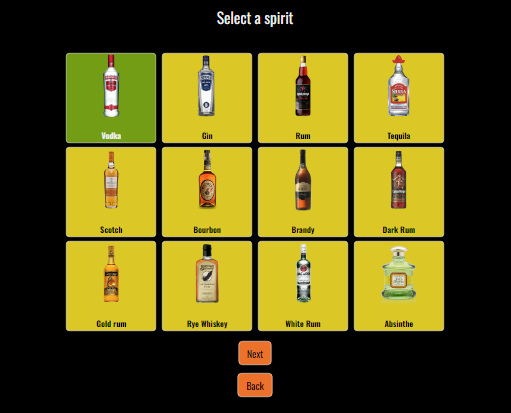 Select a spirit
Vodka
Gin
Rum
Tequila
Scotch
Bourbon
Brandy
Dark Rum
Gold rum
Rye Whiskey
White Rum
Absinthe
Next
Back